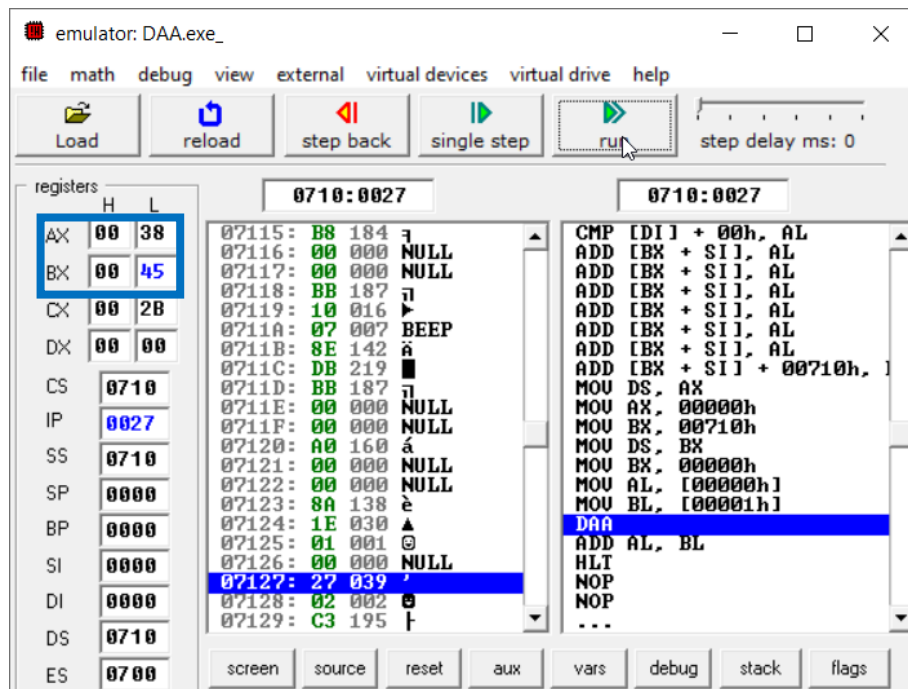 emulator: DAA.exe_
file math debug view external virtual devices virtual drive help
Load reload step back single step run step delay ms: 0
registers
H L
AX 00 38
BX 00 45
CX 00 2B
DX 00 00
CS 0710
IP 0027
SS 0710
SP 0000
BP 0000
SI 0000
DI 0000
DS 0710
ES 0700
0710:0027
07115: B8 184 ╕
07116: 00 000 NULL
07117: 00 000 NULL
07118: BB 187 ╗
07119: 10 016 ►
0711A: 07 007 BEEP
0711B: 8E 142 Ä
0711C: DB 219 █
0711D: BB 187 ╗
0711E: 00 000 NULL
0711F: 00 000 NULL
07120: A0 160 á
07121: 00 000 NULL
07122: 00 000 NULL
07123: 8A 138 è
07124: 1E 030 ▲
07125: 01 001 ☺
07126: 00 000 NULL
07127: 27 039 '
07128: 02 002 ☻
07129: C3 195 ├
0710:0027
CMP [DI] + 00h, AL
ADD [BX + SI], AL
ADD [BX + SI], AL
ADD [BX + SI], AL
ADD [BX + SI], AL
ADD [BX + SI], AL
ADD [BX + SI], AL
ADD [BX + SI] + 00710h,
MOV DS, AX
MOV AX, 00000h
MOV BX, 00710h
MOV DS, BX
MOV BX, 00000h
MOV AL, [00000h]
MOV BL, [00001h]
DAA
ADD AL, BL
HLT
NOP
NOP
...
screen source reset aux vars debug stack flags